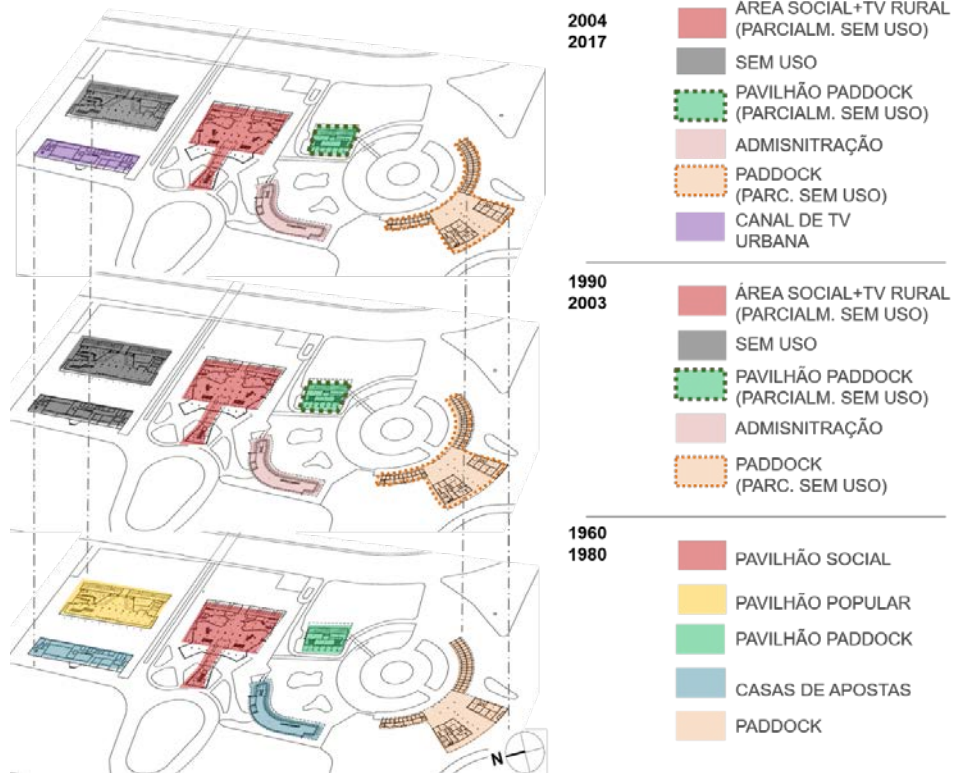 2004
2017
ÁREA SOCIAL+TV RURAL
(PARCIALM. SEM USO)
SEM USO
PAVILHÃO PADDOCK
(PARCIALM. SEM USO)
ADMISNITRAÇÃO
PADDOCK
(PARC. SEM USO)
CANAL DE TV
URBANA
1990
2003
ÁREA SOCIAL+TV RURAL
(PARCIALM. SEM USO)
SEM USO
PAVILHÃO PADDOCK
(PARCIALM. SEM USO)
ADMISNITRAÇÃO
PADDOCK
(PARC. SEM USO)
1960
1980
PAVILHÃO SOCIAL
PAVILHÃO POPULAR
PAVILHÃO PADDOCK
CASAS DE APOSTAS
PADDOCK
N